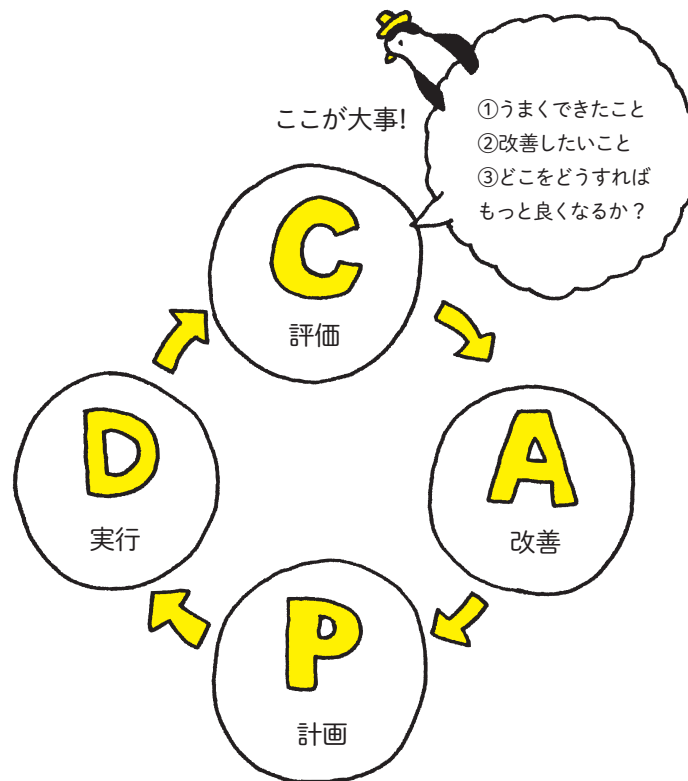 ここが大事!
①うまくできたこと
②改善したいこと
③どこをどうすれば
もっと良くなるか？
C
評価
D
実行
A
改善
P
計画